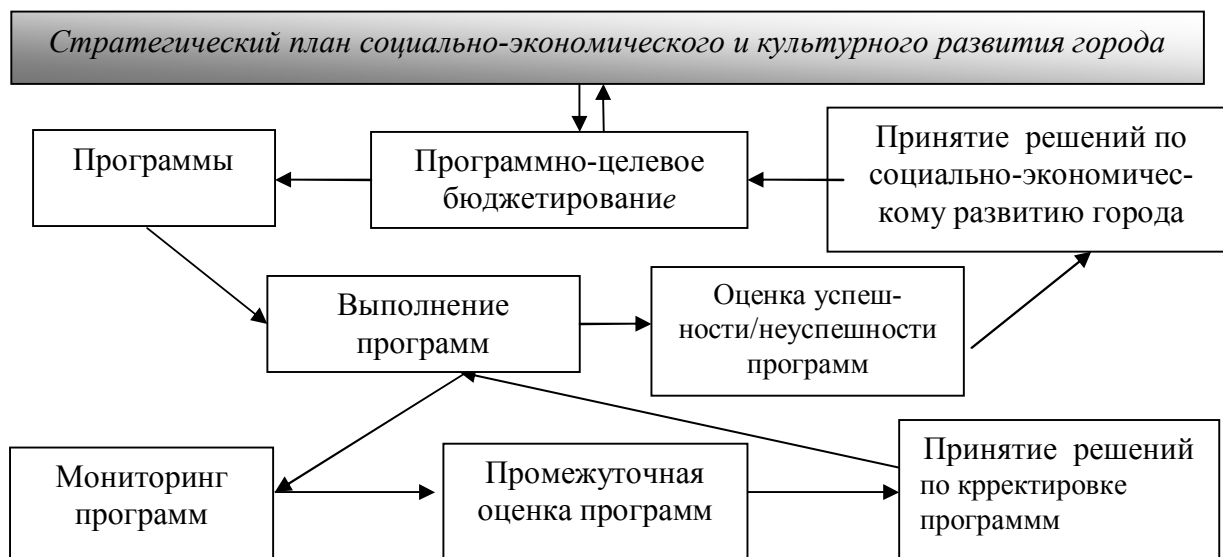 Стратегический план социально-экономического и культурного развития города
Программы
Программно-целевое
бюджетирование
Принятие решений по
социально-экономичес-
кому развитию города
Выполнение
программ
Оценка успеш-
ности/неуспешности
программ
Мониторинг
программ
Промежуточная
оценка программ
Принятие решений
по крректировке
программм